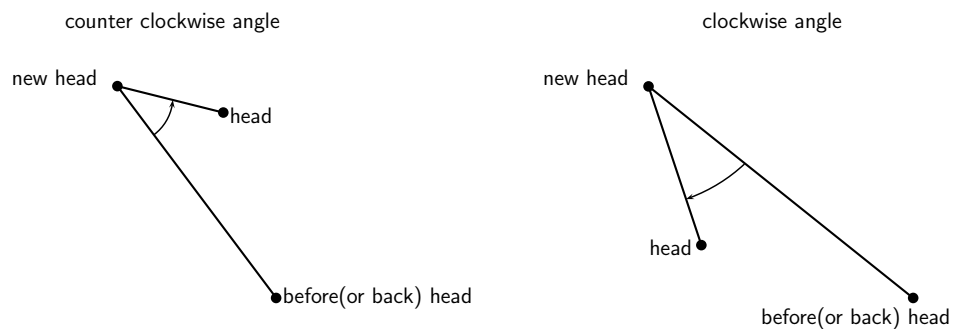 counter clockwise angle
clockwise angle
new head
head
before(or back) head
new head
head
before(or back) head